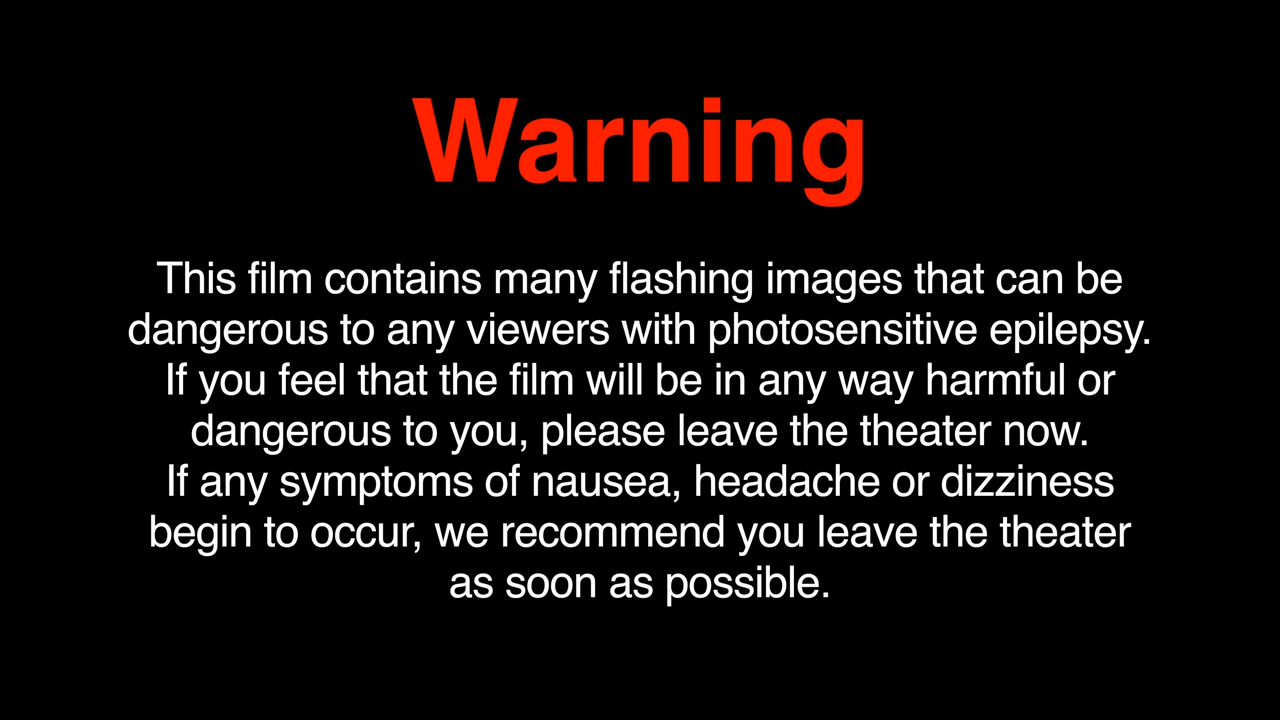 Warning
This film contains many flashing images that can be
dangerous to any viewers with photosensitive epilepsy.
If you feel that the film will be in any way harmful or
dangerous to you, please leave the theater now.
If any symptoms of nausea, headache or dizziness
begin to occur, we recommend you leave the theater
as soon as possible.